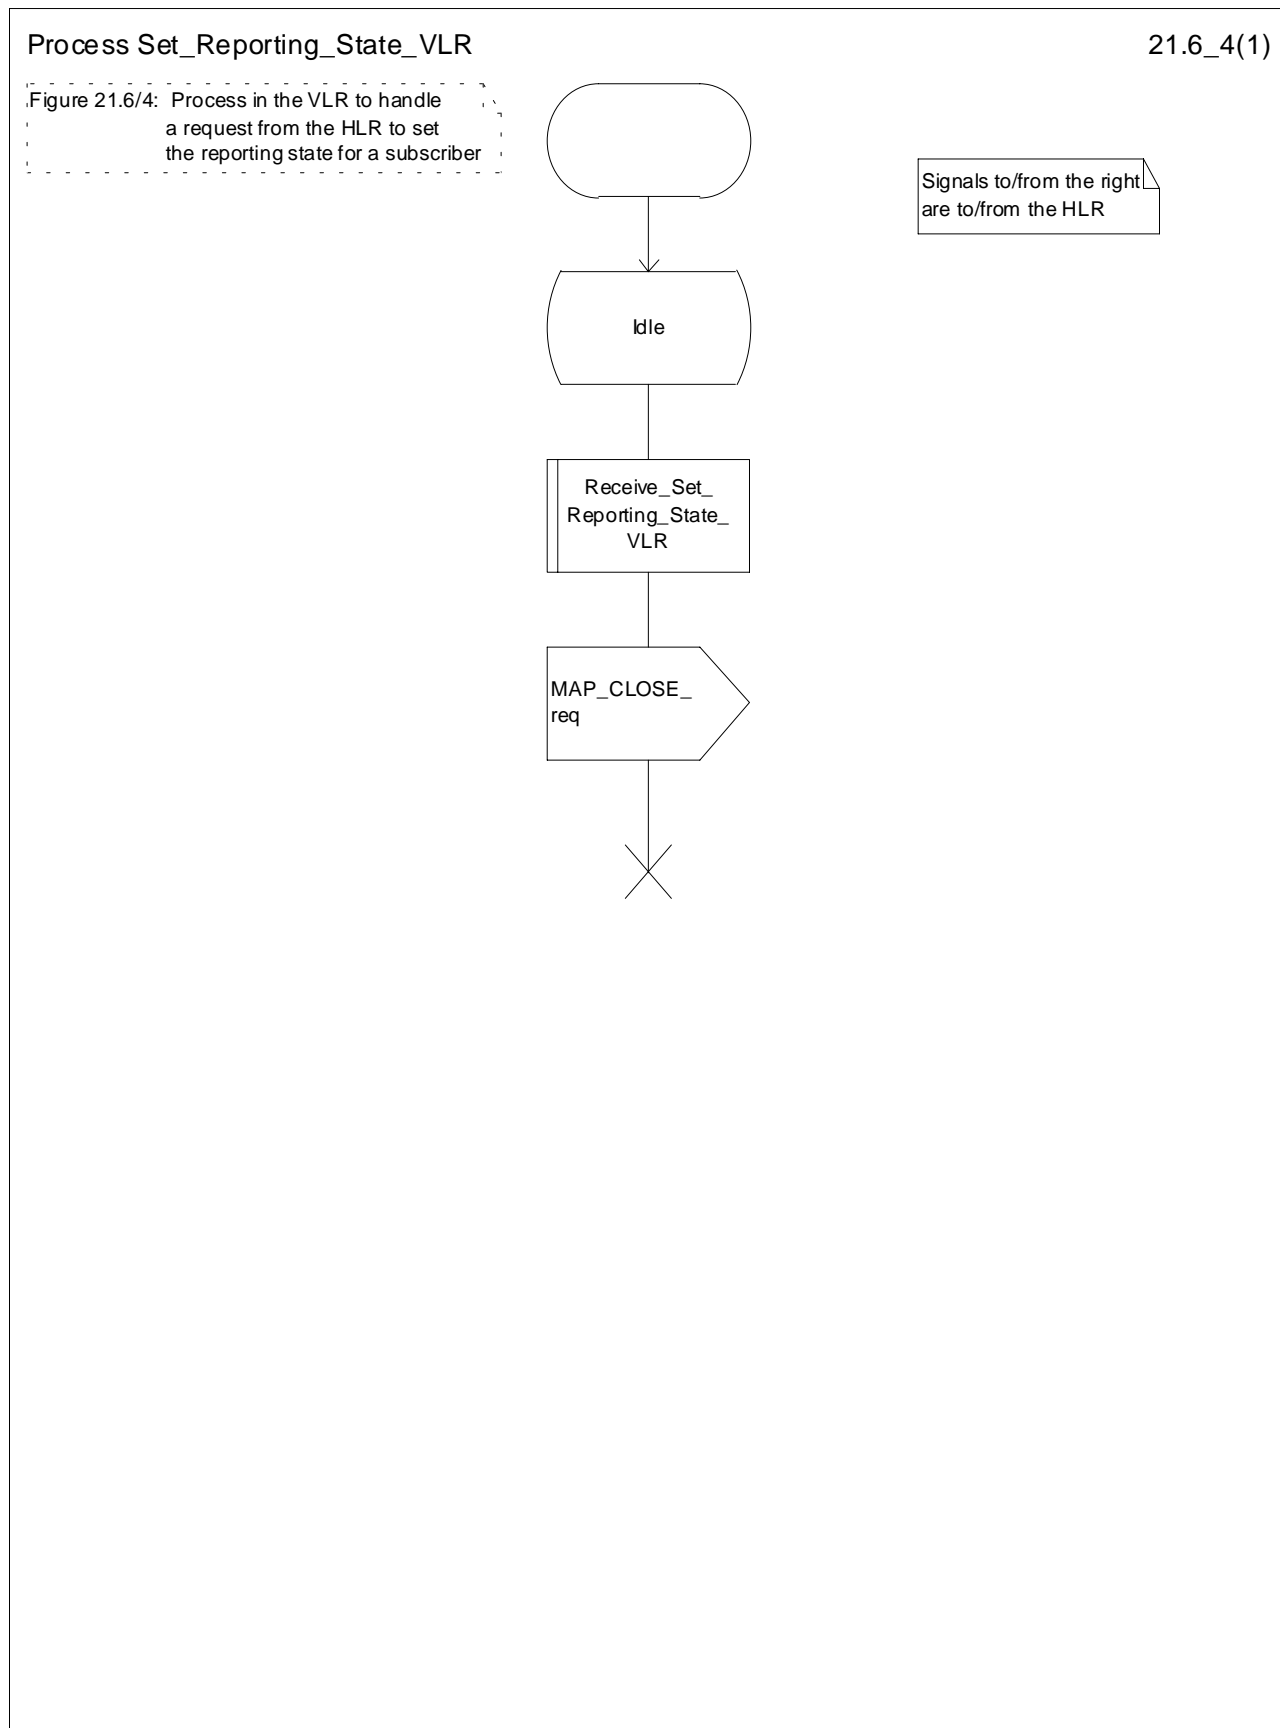 Process Set_Reporting_State_VLR
21.6_4(1)
Figure 21.6/4: Process in the VLR to handle
a request from the HLR to set
the reporting state for a subscriber
Signals to/from the right
are to/from the HLR
Idle
Receive_Set_
Reporting_State_
VLR
MAP_CLOSE_
req